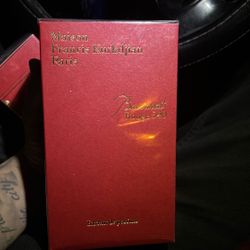 Maison
Francis Kurkdjian
Paris
Baccarat
Rouge 540
Extrait de parfum